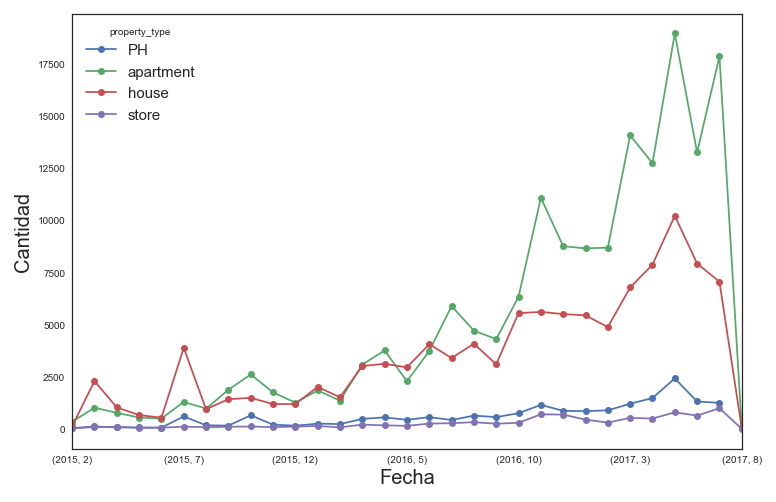 property_type
PH
apartment
house
store
17500
15000
12500
10000
7500
5000
2500
0
Cantidad
(2015, 2)
(2015, 7)
(2015, 12)
(2016, 5)
(2016, 10)
(2017, 3)
(2017, 8)
Fecha